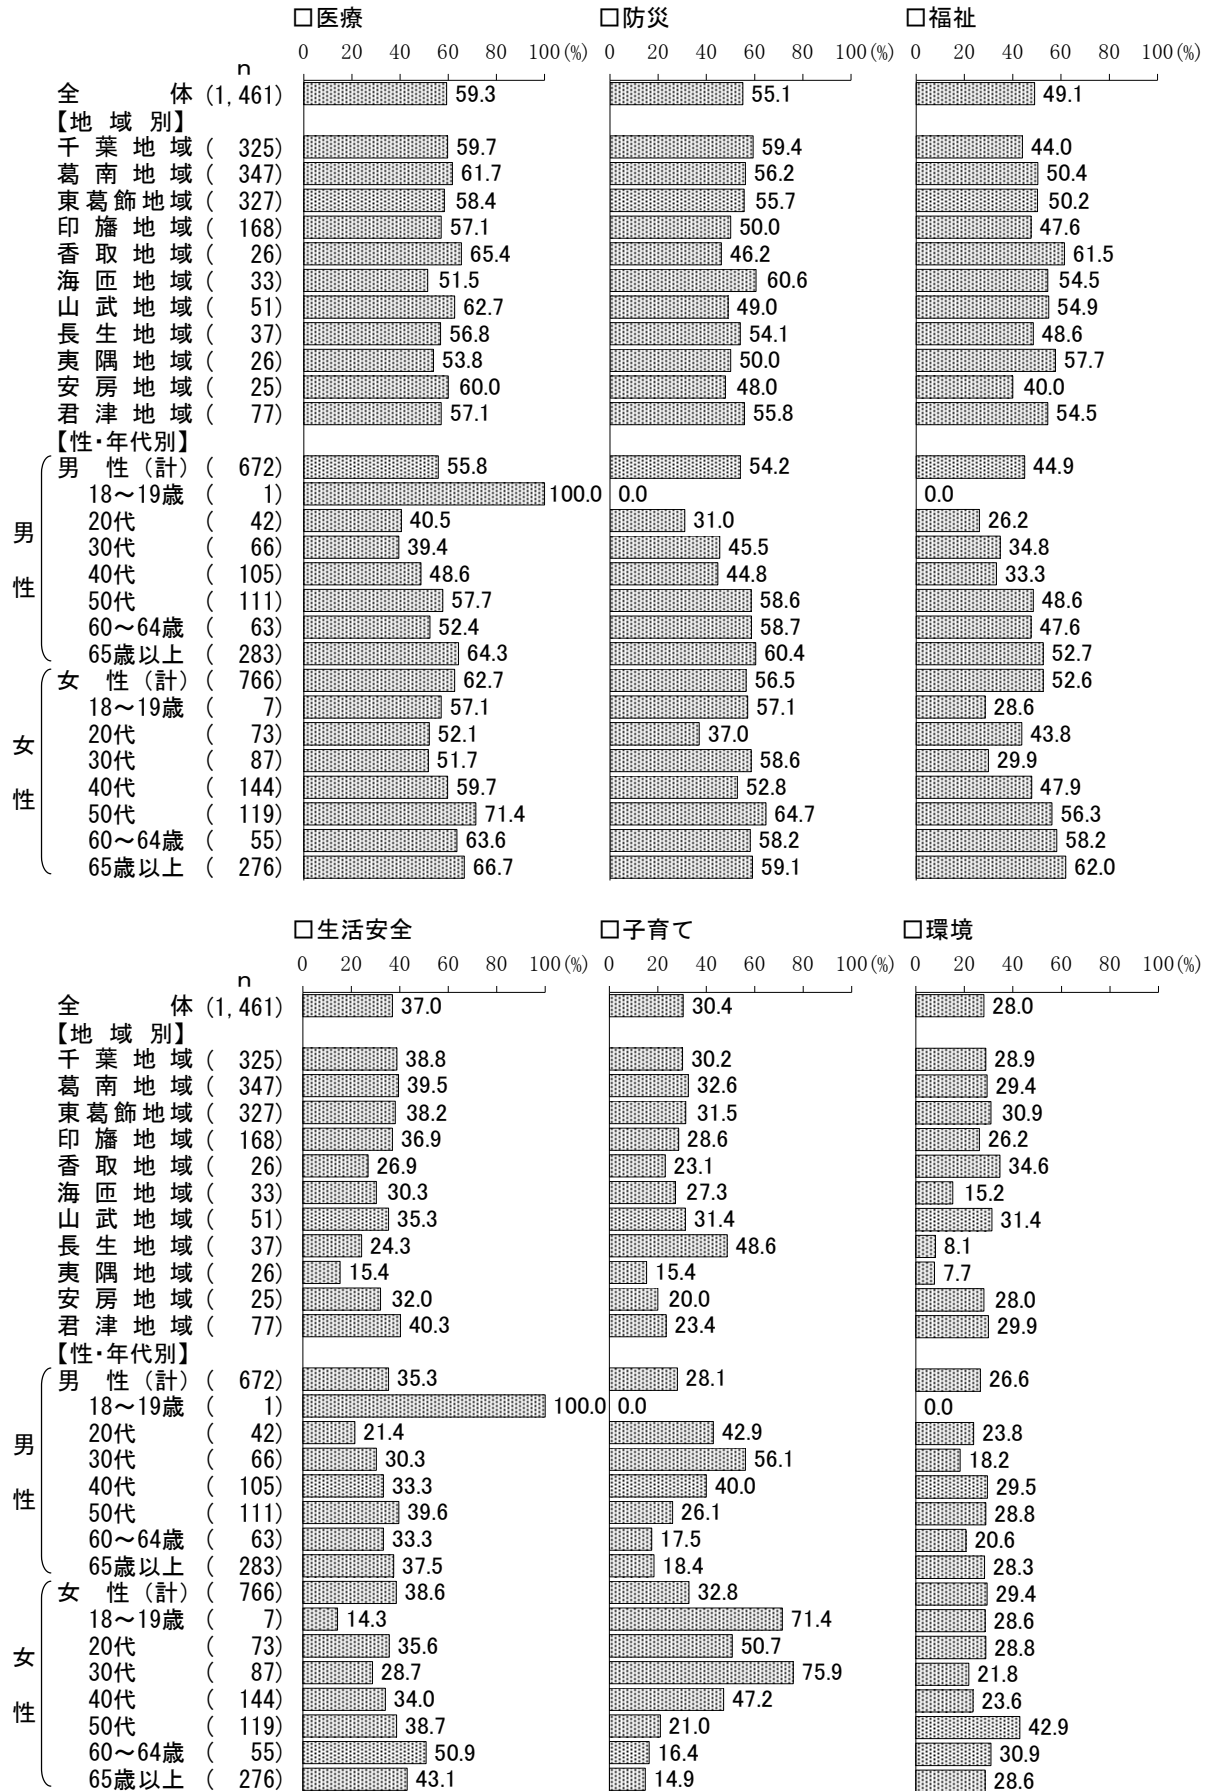 □医療 □防災 □福祉
0 20 40 60 80 100(%) 0 20 40 60 80 100(%) 0 20 40 60 80 100(%)
n
全体 (1,461) 59.3 55.1 49.1
【地域別】
千葉地域 ( 325) 59.7 59.4 44.0
葛南地域 ( 347) 61.7 56.2 50.4
東葛飾地域 ( 327) 58.4 55.7 50.2
印旛地域 ( 168) 57.1 50.0 47.6
香取地域 ( 26) 65.4 46.2 61.5
海匝地域 ( 33) 51.5 60.6 54.5
山武地域 ( 51) 62.7 49.0 54.9
長生地域 ( 37) 56.8 54.1 48.6
夷隅地域 ( 26) 53.8 50.0 57.7
安房地域 ( 25) 60.0 48.0 40.0
君津地域 ( 77) 57.1 55.8 54.5
【性・年代別】
男性(計) ( 672) 55.8 54.2 44.9
18～19歳 ( 1) 100.0 0.0 0.0
20代 ( 42) 40.5 31.0 26.2
男
30代 ( 66) 39.4 45.5 34.8
40代 ( 105) 48.6 44.8 33.3
性
50代 ( 111) 57.7 58.6 48.6
60～64歳 ( 63) 52.4 58.7 47.6
65歳以上 ( 283) 64.3 60.4 52.7
女性(計) ( 766) 62.7 56.5 52.6
18～19歳 ( 7) 57.1 57.1 28.6
20代 ( 73) 52.1 37.0 43.8
女
30代 ( 87) 51.7 58.6 29.9
40代 ( 144) 59.7 52.8 47.9
性
50代 ( 119) 71.4 64.7 56.3
60～64歳 ( 55) 63.6 58.2 58.2
65歳以上 ( 276) 66.7 59.1 62.0
□生活安全 □子育て □環境
0 20 40 60 80 100(%) 0 20 40 60 80 100(%) 0 20 40 60 80 100(%)
n
全体 (1,461) 37.0 30.4 28.0
【地域別】
千葉地域 ( 325) 38.8 30.2 28.9
葛南地域 ( 347) 39.5 32.6 29.4
東葛飾地域 ( 327) 38.2 31.5 30.9
印旛地域 ( 168) 36.9 28.6 26.2
香取地域 ( 26) 26.9 23.1 34.6
海匝地域 ( 33) 30.3 27.3 15.2
山武地域 ( 51) 35.3 31.4 31.4
長生地域 ( 37) 24.3 48.6 8.1
夷隅地域 ( 26) 15.4 15.4 7.7
安房地域 ( 25) 32.0 20.0 28.0
君津地域 ( 77) 40.3 23.4 29.9
【性・年代別】
男性(計) ( 672) 35.3 28.1 26.6
18～19歳 ( 1) 100.0 0.0 0.0
20代 ( 42) 21.4 42.9 23.8
男
30代 ( 66) 30.3 56.1 18.2
40代 ( 105) 33.3 40.0 29.5
性
50代 ( 111) 39.6 26.1 28.8
60～64歳 ( 63) 33.3 17.5 20.6
65歳以上 ( 283) 37.5 18.4 28.3
女性(計) ( 766) 38.6 32.8 29.4
18～19歳 ( 7) 14.3 71.4 28.6
20代 ( 73) 35.6 50.7 28.8
女
30代 ( 87) 28.7 75.9 21.8
40代 ( 144) 34.0 47.2 23.6
性
50代 ( 119) 38.7 21.0 42.9
60～64歳 ( 55) 50.9 16.4 30.9
65歳以上 ( 276) 43.1 14.9 28.6